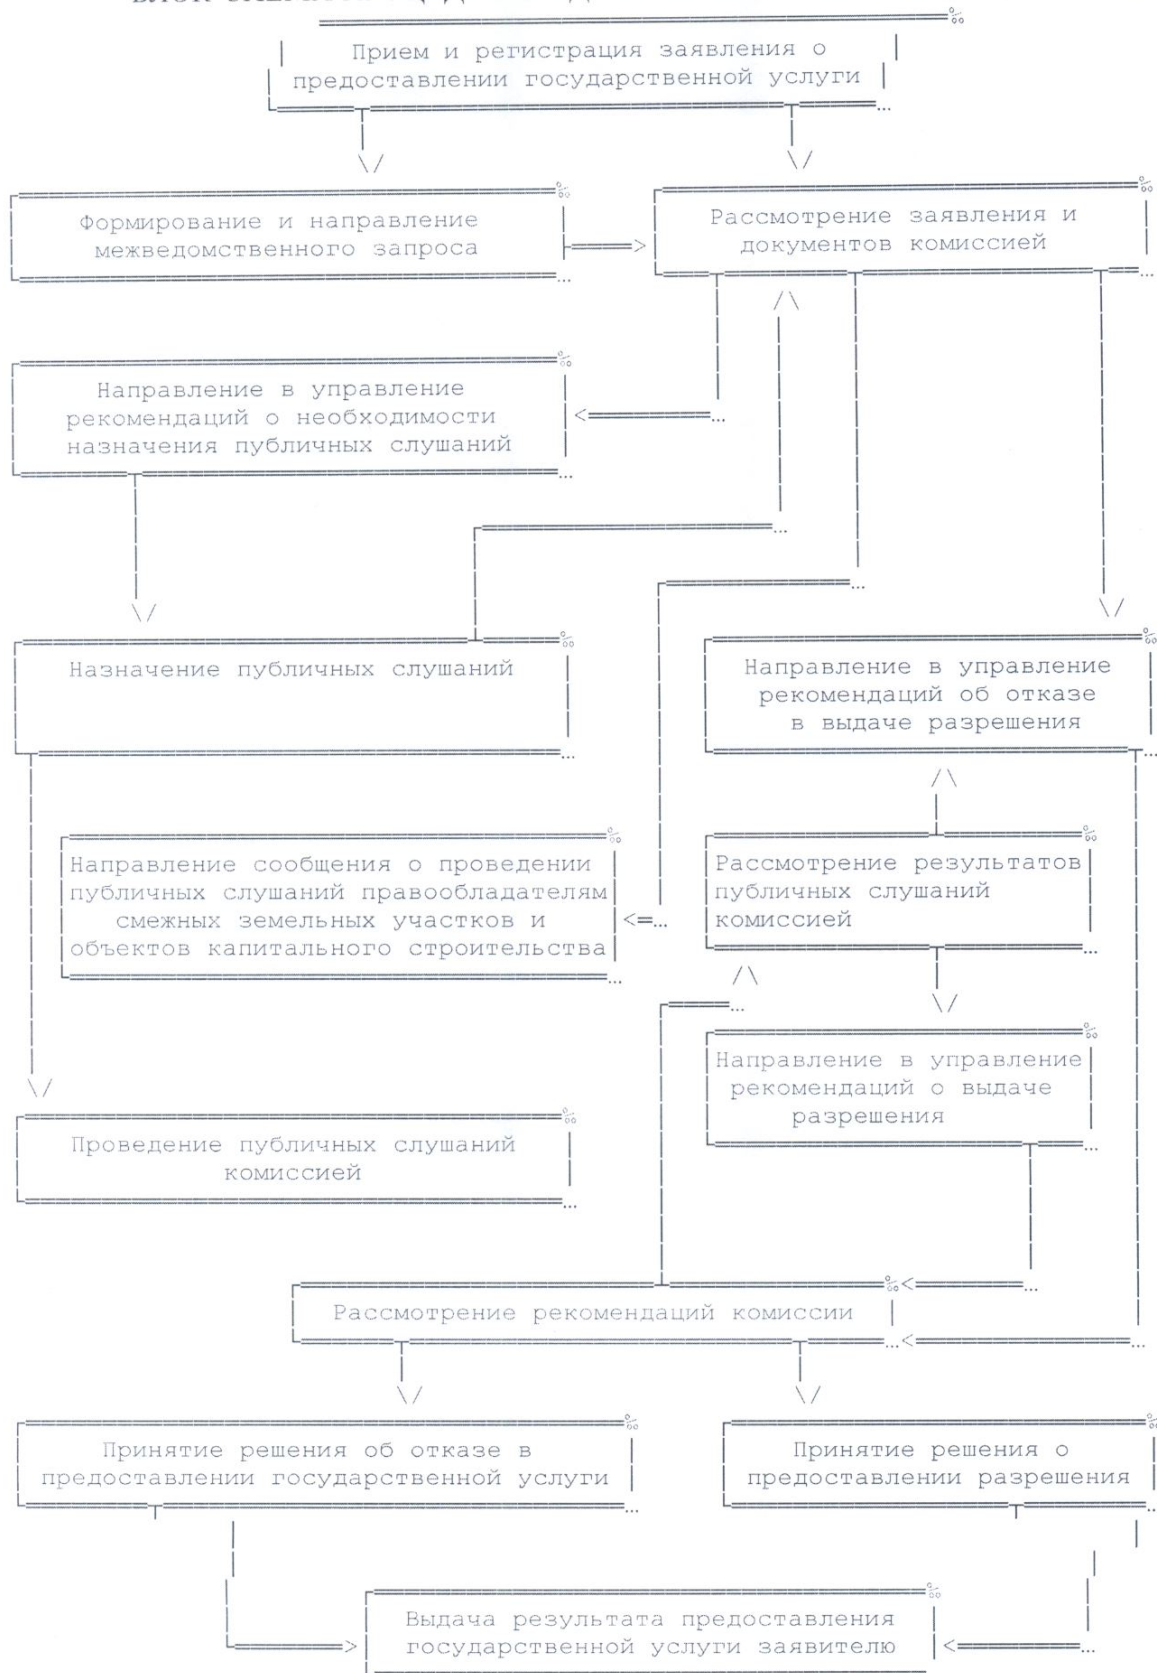 Прием и регистрация заявления о
предоставлении государственной услуги
Формирование и направление
межведомственного запроса
Рассмотрение заявления и
документов комиссией
Направление в управление
рекомендаций о необходимости
назначения публичных слушаний
Назначение публичных слушаний
Направление в управление
рекомендаций об отказе
в выдаче разрешения
Направление сообщения о проведении
публичных слушаний правообладателям
смежных земельных участков и
объектов капитального строительства
Рассмотрение результатов
публичных слушаний
комиссией
Направление в управление
рекомендаций о выдаче
разрешения
Проведение публичных слушаний
комиссией
Рассмотрение рекомендаций комиссии
Принятие решения об отказе в
предоставлении государственной услуги
Принятие решения о
предоставлении разрешения
Выдача результата предоставления
государственной услуги заявителю